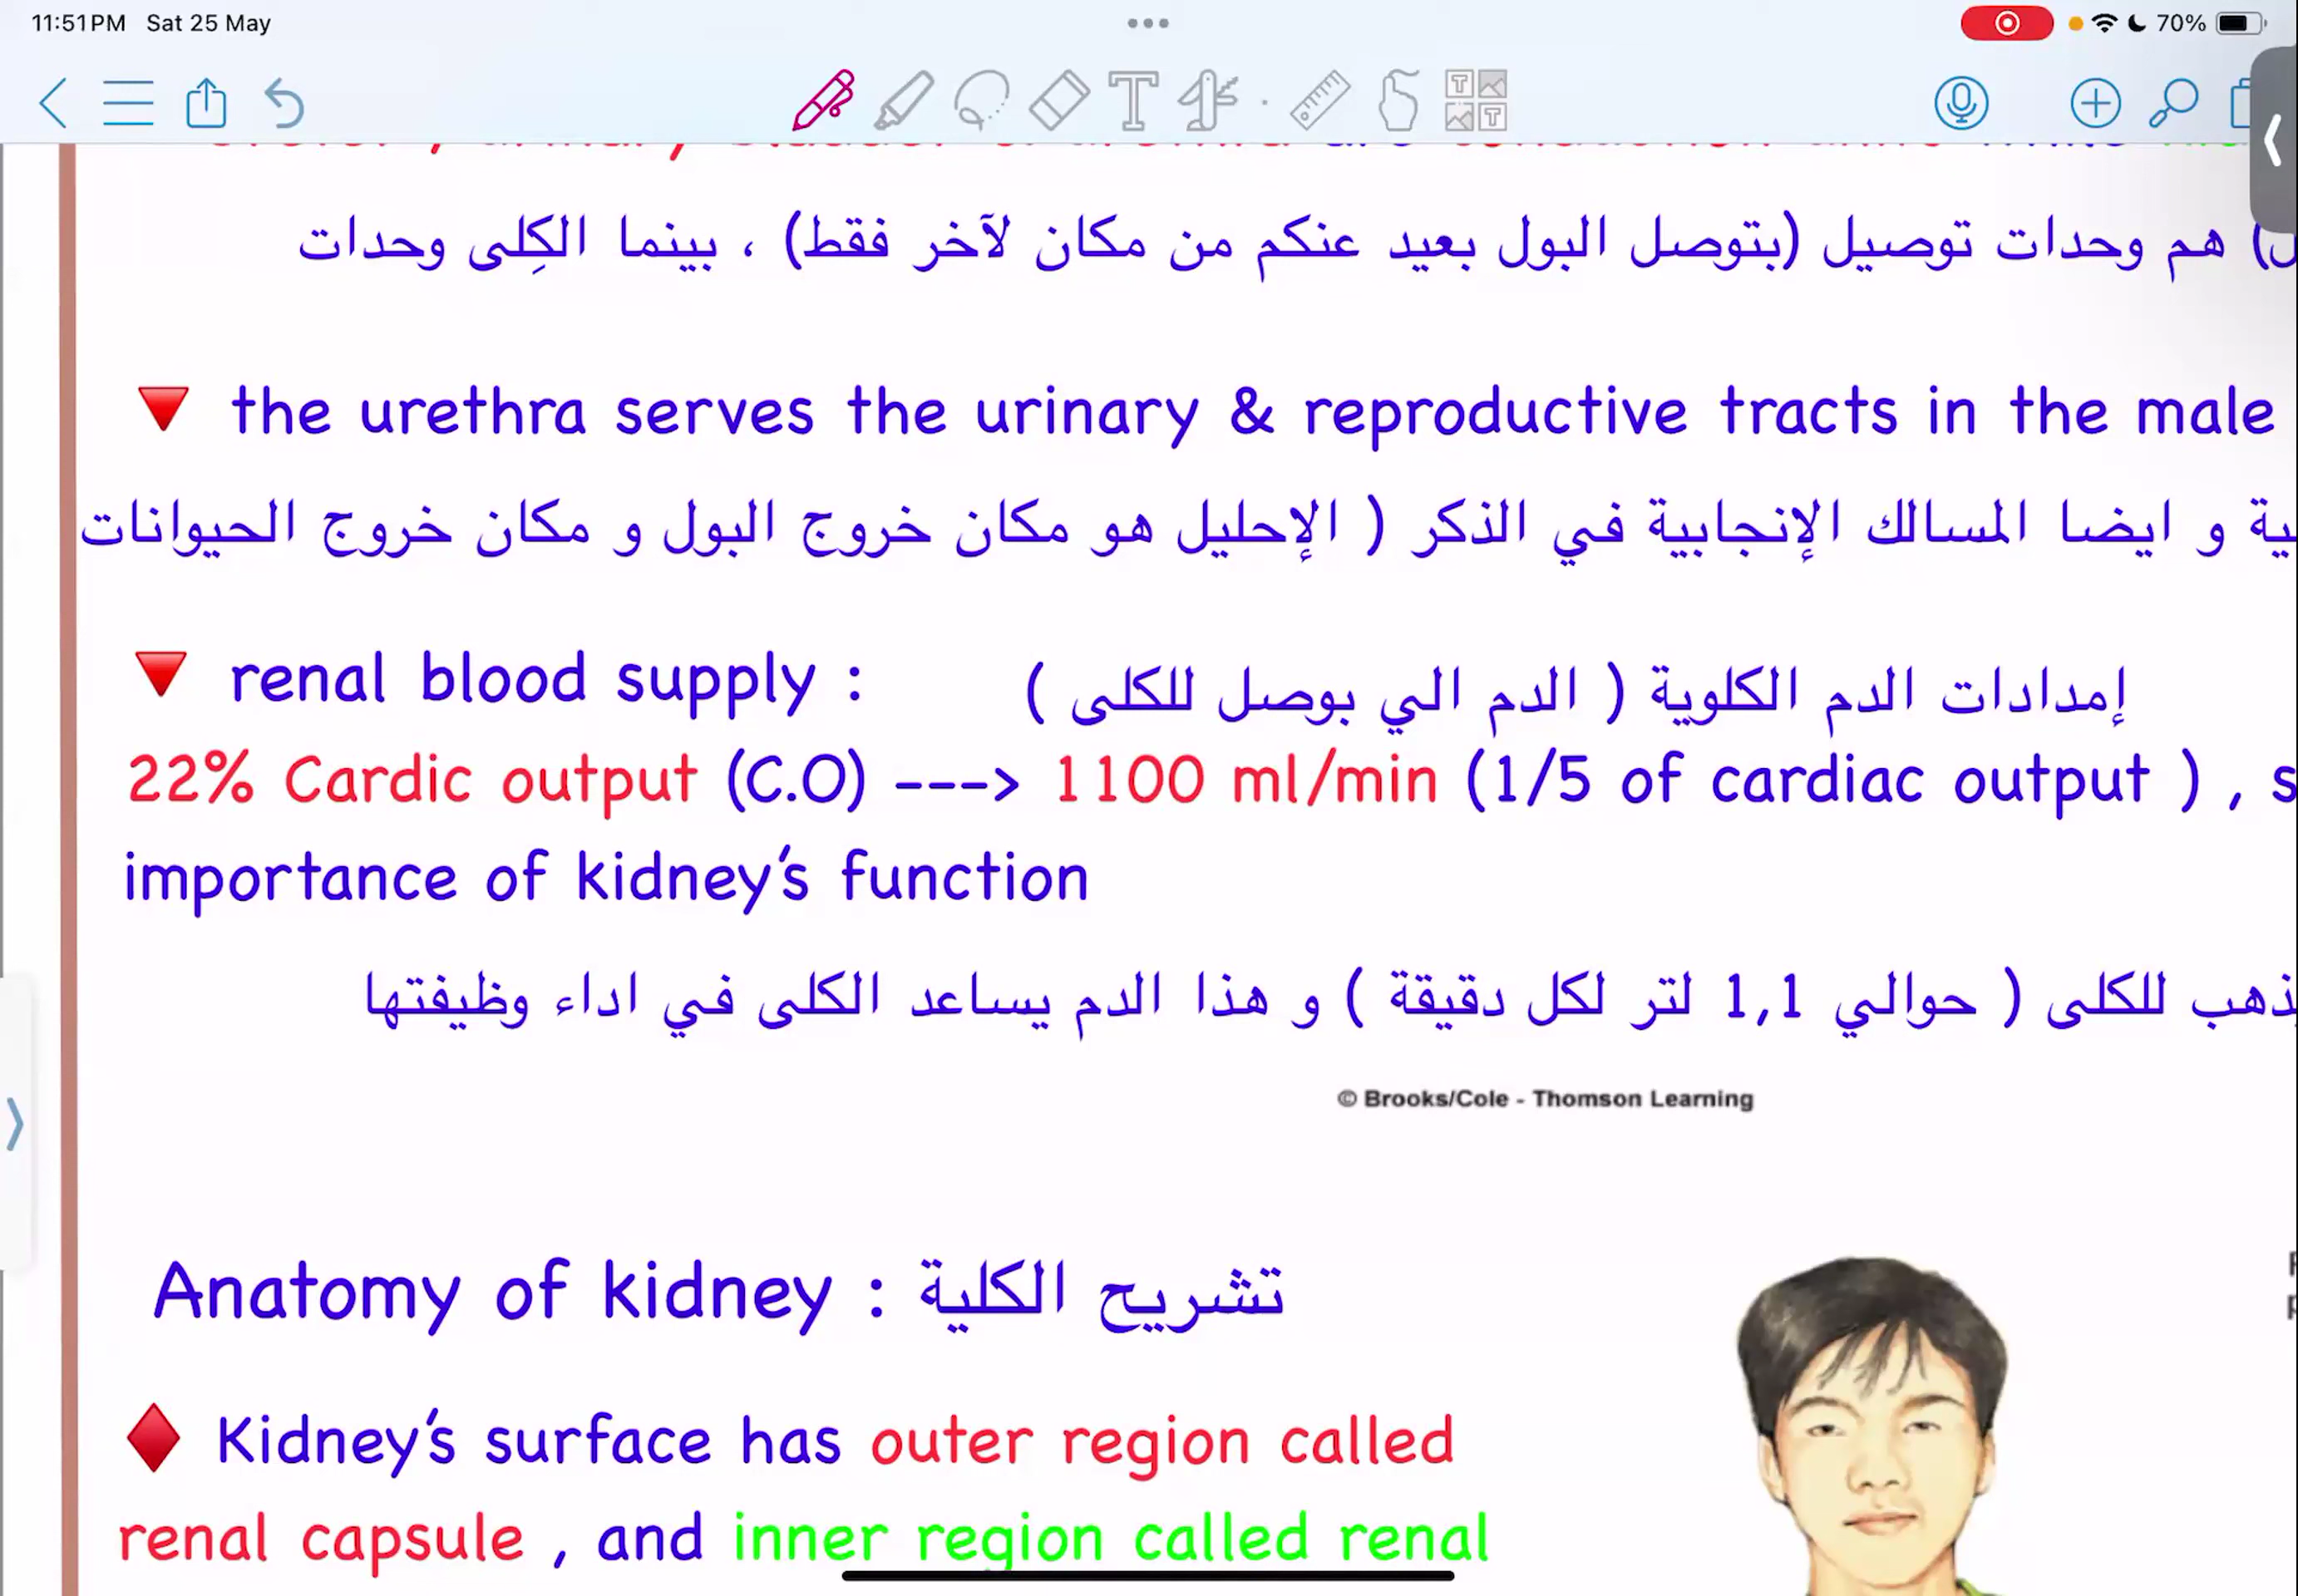 11:51 PM Sat 25 May
70%
هم وحدات توصيل (بتوصل البول بعيد عنكم من مكان لآخر فقط) ، بينما الكِلى وحدات
the urethra serves the urinary & reproductive tracts in the male
و ايضا المسالك الإنجابية في الذكر ( الإحليل هو مكان خروج البول و مكان خروج الحيوانات
renal blood supply : إمدادات الدم الكلوية ( الدم الي بوصل للكلى )
22% Cardic output (C.O) ---> 1100 ml/min (1/5 of cardiac output ) ,
importance of kidney's function
للكلى ( حوالي 1,1 لتر لكل دقيقة ) و هذا الدم يساعد الكلى في اداء وظيفتها
© Brooks/Cole - Thomson Learning
Anatomy of kidney : تشريح الكلية
Kidney's surface has outer region called
renal capsule , and inner region called renal